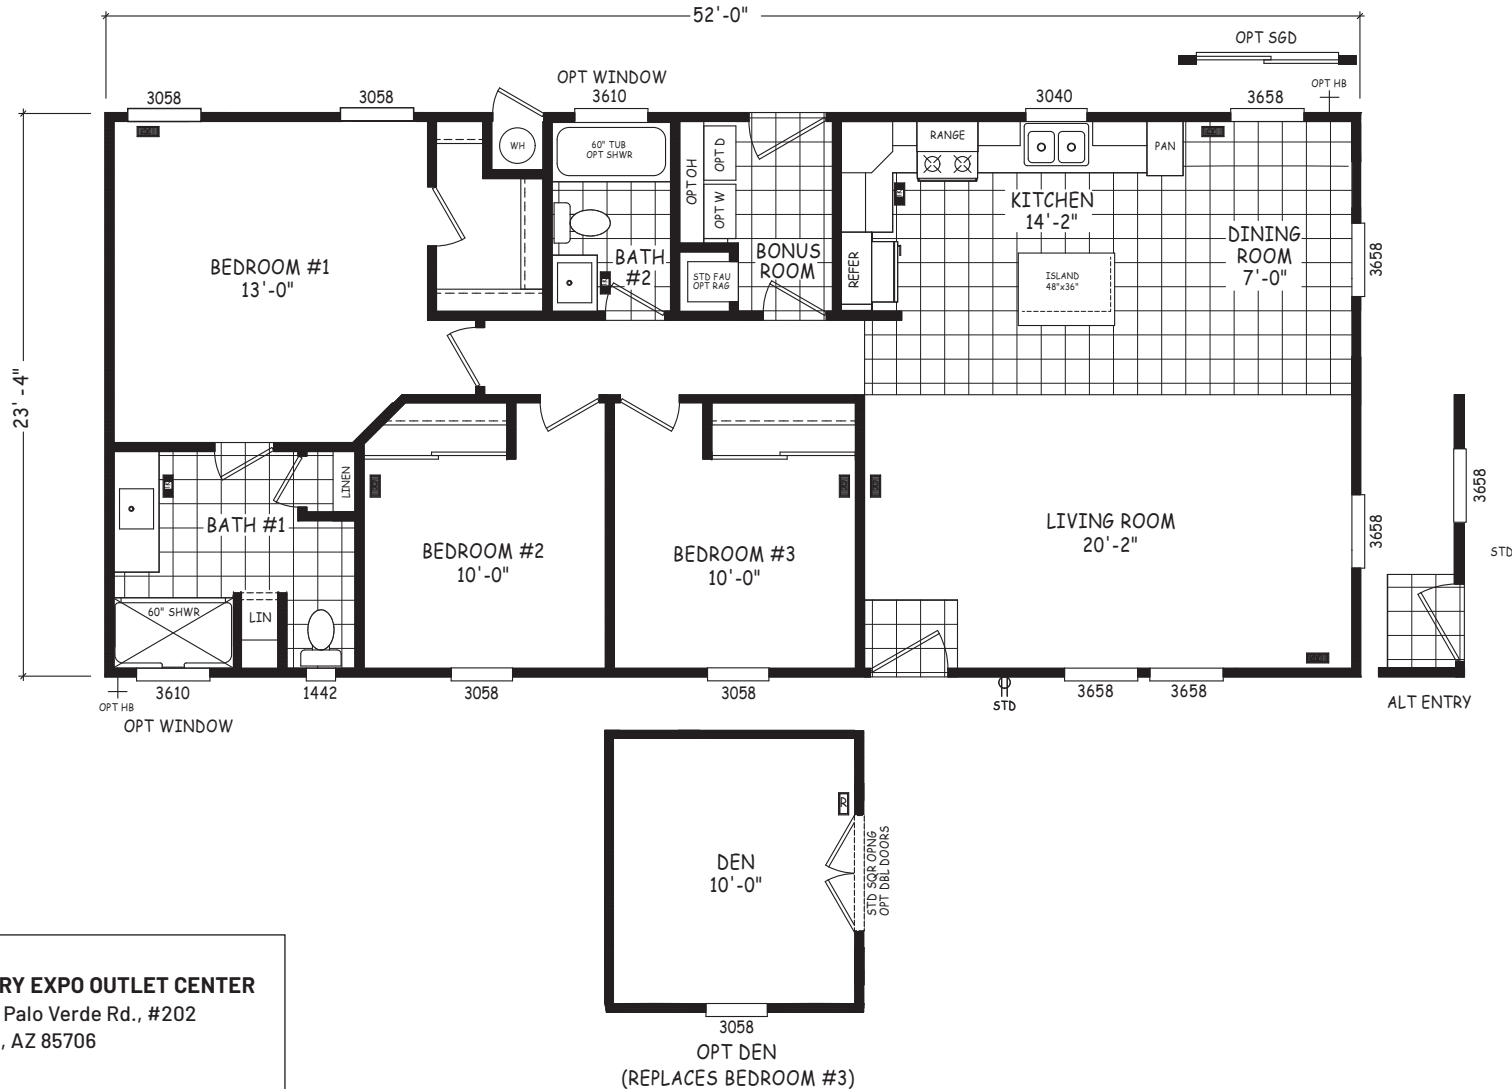 52'-0"
OPT SGD
OPT WINDOW
OPT HB
3058
3058
3610
3040
3658
23'-4"
WH
60" TUB
OPT SHWR
OPT OH
OPT D
OPT W
RANGE
PAN
KITCHEN
14'-2"
DINING
ROOM
7'-0"
3658
BEDROOM #1
13'-0"
BATH
#2
BONUS
ROOM
STD FAU
OPT RAG
REFER
ISLAND
48"x36"
LINEN
BATH #1
BEDROOM #2
10'-0"
BEDROOM #3
10'-0"
LIVING ROOM
20'-2"
3658
3658
STD
60" SHWR
LIN
OPT HB
3610
OPT WINDOW
1442
3058
3058
STD
3658
3658
ALT ENTRY
DEN
10'-0"
R
STD SQR OPNG
OPT DBL DOORS
3058
OPT DEN
(REPLACES BEDROOM #3)
RY EXPO OUTLET CENTER
Palo Verde Rd., #202
, AZ 85706